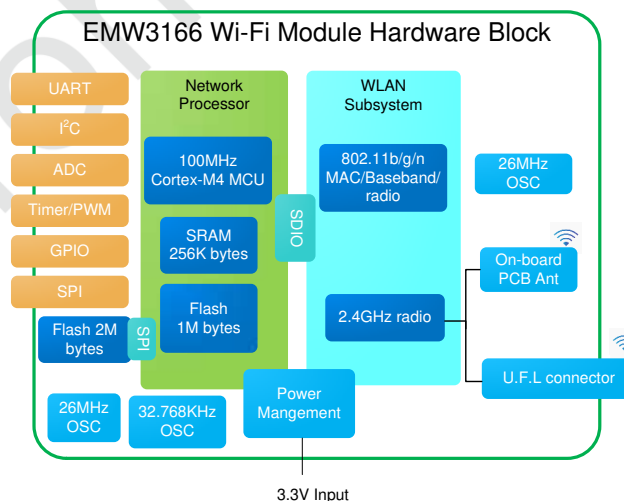 EMW3166 Wi-Fi Module Hardware Block
UART
I²C
ADC
Timer/PWM
GPIO
SPI
Flash 2M
bytes
SPI
Network
Processor
100MHz
Cortex-M4 MCU
SRAM
256K bytes
Flash
1M bytes
SDIO
WLAN
Subsystem
802.11b/g/n
MAC/Baseband/
radio
2.4GHz radio
26MHz
OSC
On-board
PCB Ant
U.F.L connector
26MHz
OSC
32.768KHz
OSC
Power
Mangement
3.3V Input